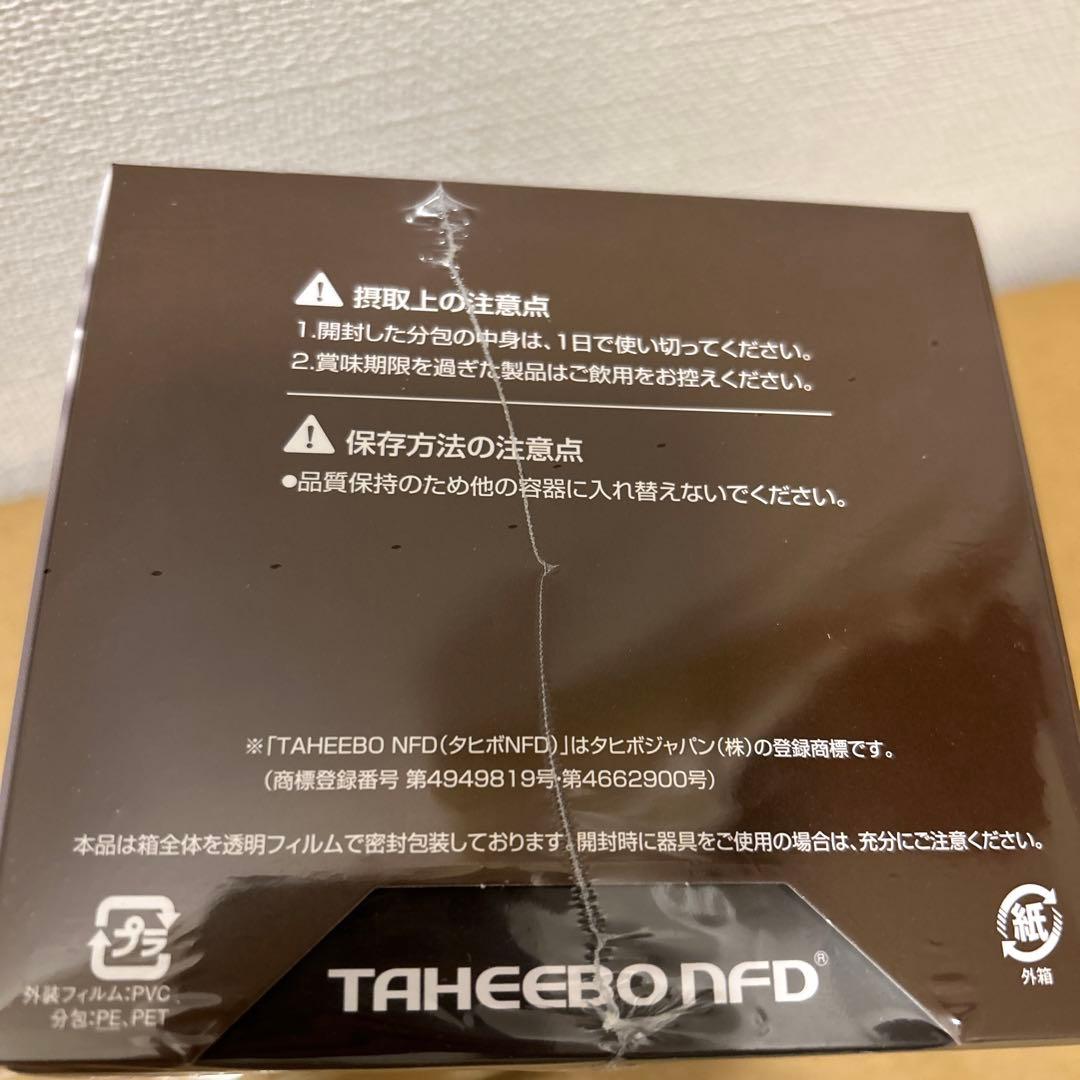 摂取上の注意点
1.開封した分包の中身は、1日で使い切ってください。
2.賞味期限を過ぎた製品はご飲用をお控えください。
保存方法の注意点
●品質保持のため他の容器に入れ替えないでください。
※「TAHEEBO NFD(タヒボNFD)」はタヒボジャパン(株)の登録商標です。
(商標登録番号 第4949819号・第4662900号)
本品は箱全体を透明フィルムで密封包装しております。開封時に器具をご使用の場合は、充分にご注意ください。
プラ
外装フィルム:PVC
分包:PE、PET
TAHEEBO NFD®
紙
外箱